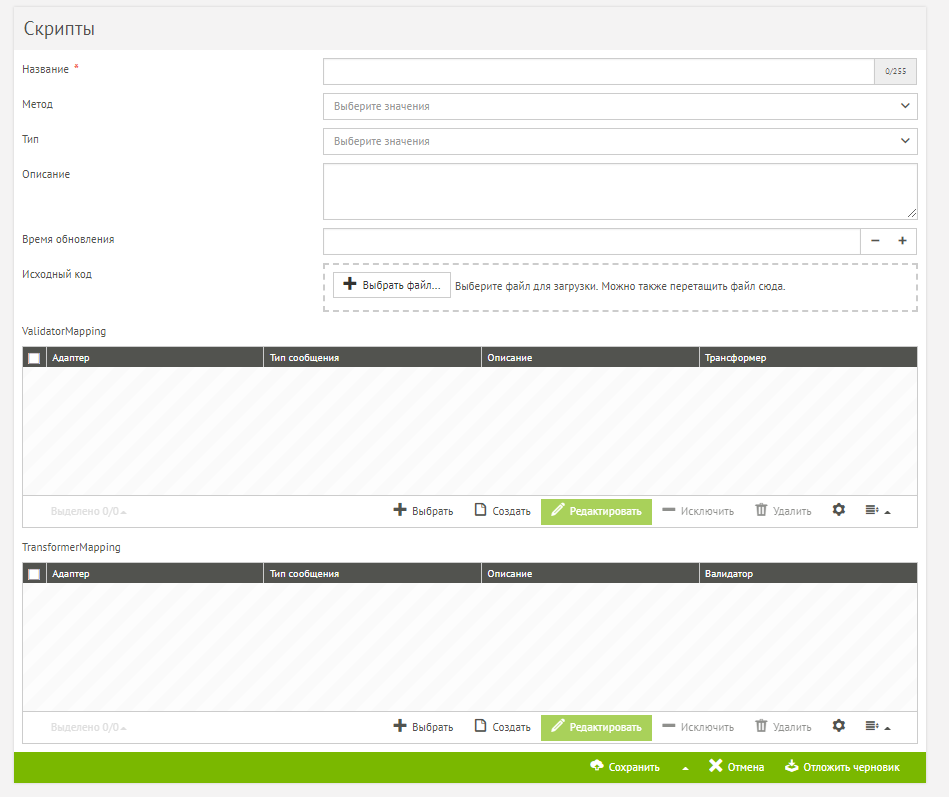 Скрипты
Название *
0/255
Метод
Выберите значения
Тип
Выберите значения
Описание
Время обновления
Исходный код
Выбрать файл... Выберите файл для загрузки. Можно также перетащить файл сюда.
ValidatorMapping
Адаптер Тип сообщения Описание Трансформер
Выделено 0/0 Выбрать Создать Редактировать Исключить Удалить
TransformerMapping
Адаптер Тип сообщения Описание Валидатор
Выделено 0/0 Выбрать Создать Редактировать Исключить Удалить
Сохранить Отмена Отложить черновик